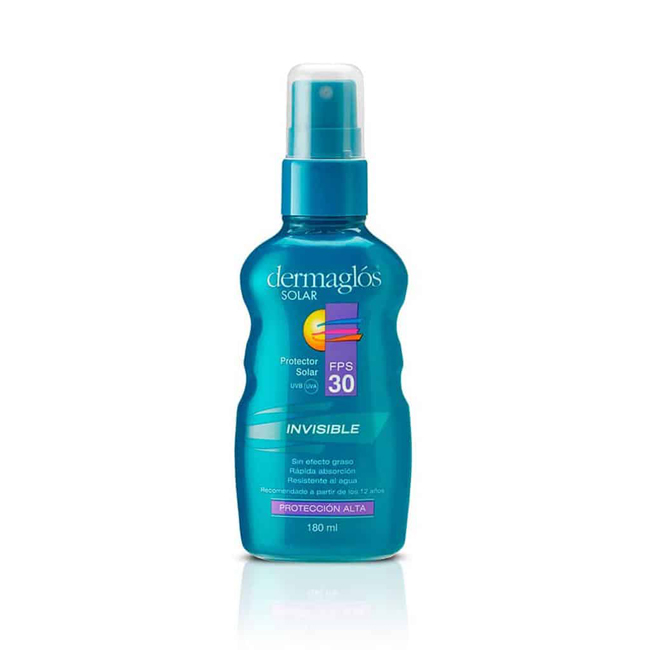 dermaglós®
SOLAR
Protector
Solar
UVB UVA
FPS
30
INVISIBLE
Sin efecto graso
Rápida absorción
Resistente al agua
Recomendado a partir de los 12 años
PROTECCIÓN ALTA
180 ml